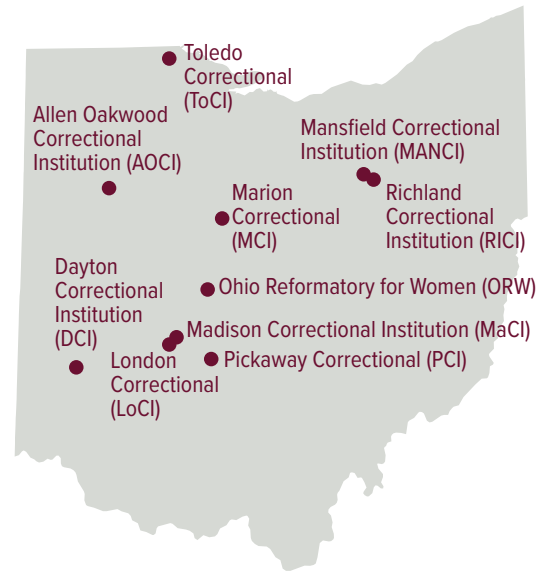 Toledo
Correctional
(ToCI)
Allen Oakwood
Correctional
Institution (AOCI)
Mansfield Correctional
Institution (MANCI)
Marion
Correctional
(MCI)
Richland
Correctional
Institution (RICI)
Dayton
Correctional
Institution
(DCI)
Ohio Reformatory for Women (ORW)
Madison Correctional Institution (MaCI)
London
Correctional
(LoCI)
Pickaway Correctional (PCI)